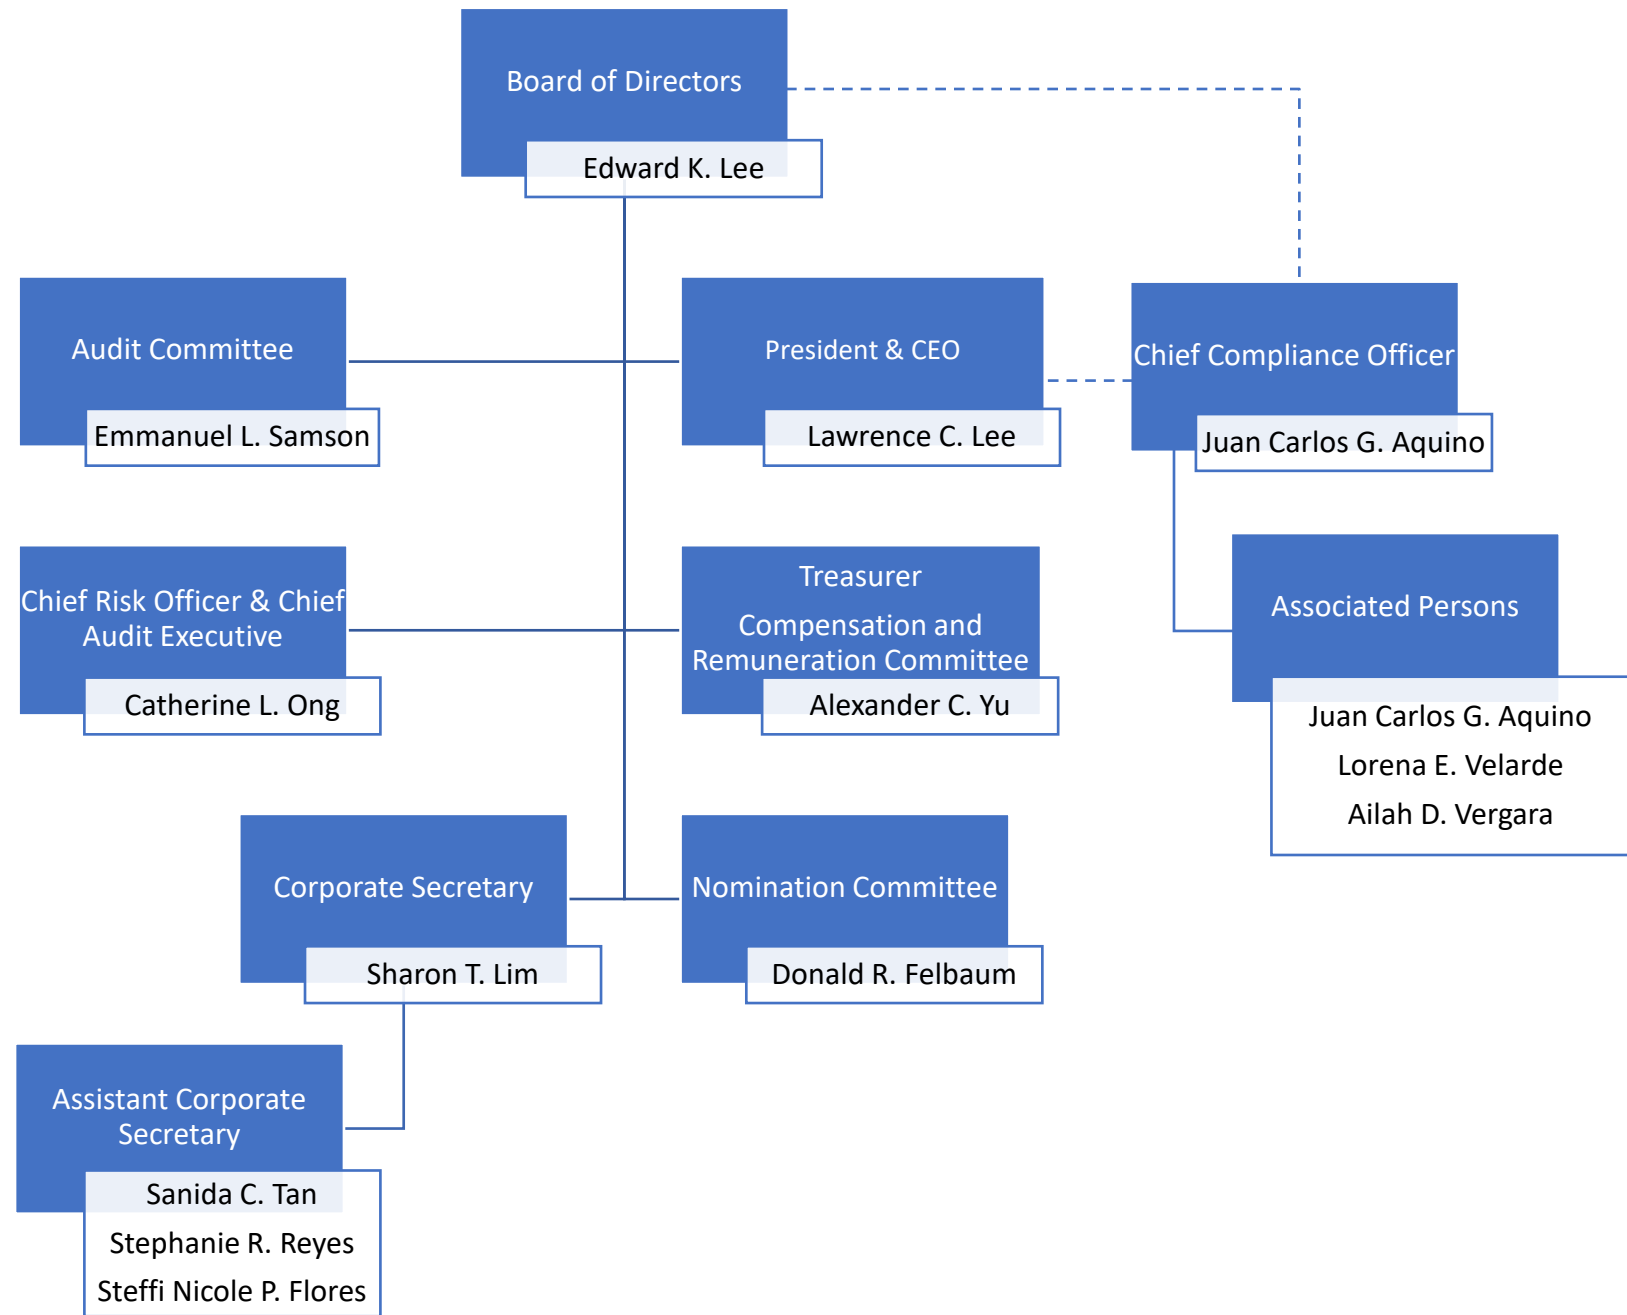 Board of Directors
Edward K. Lee
Audit Committee
Emmanuel L. Samson
President & CEO
Lawrence C. Lee
Chief Compliance Officer
Juan Carlos G. Aquino
Chief Risk Officer & Chief
Audit Executive
Catherine L. Ong
Treasurer
Compensation and
Remuneration Committee
Alexander C. Yu
Associated Persons
Juan Carlos G. Aquino
Lorena E. Velarde
Ailah D. Vergara
Corporate Secretary
Sharon T. Lim
Nomination Committee
Donald R. Felbaum
Assistant Corporate
Secretary
Sanida C. Tan
Stephanie R. Reyes
Steffi Nicole P. Flores